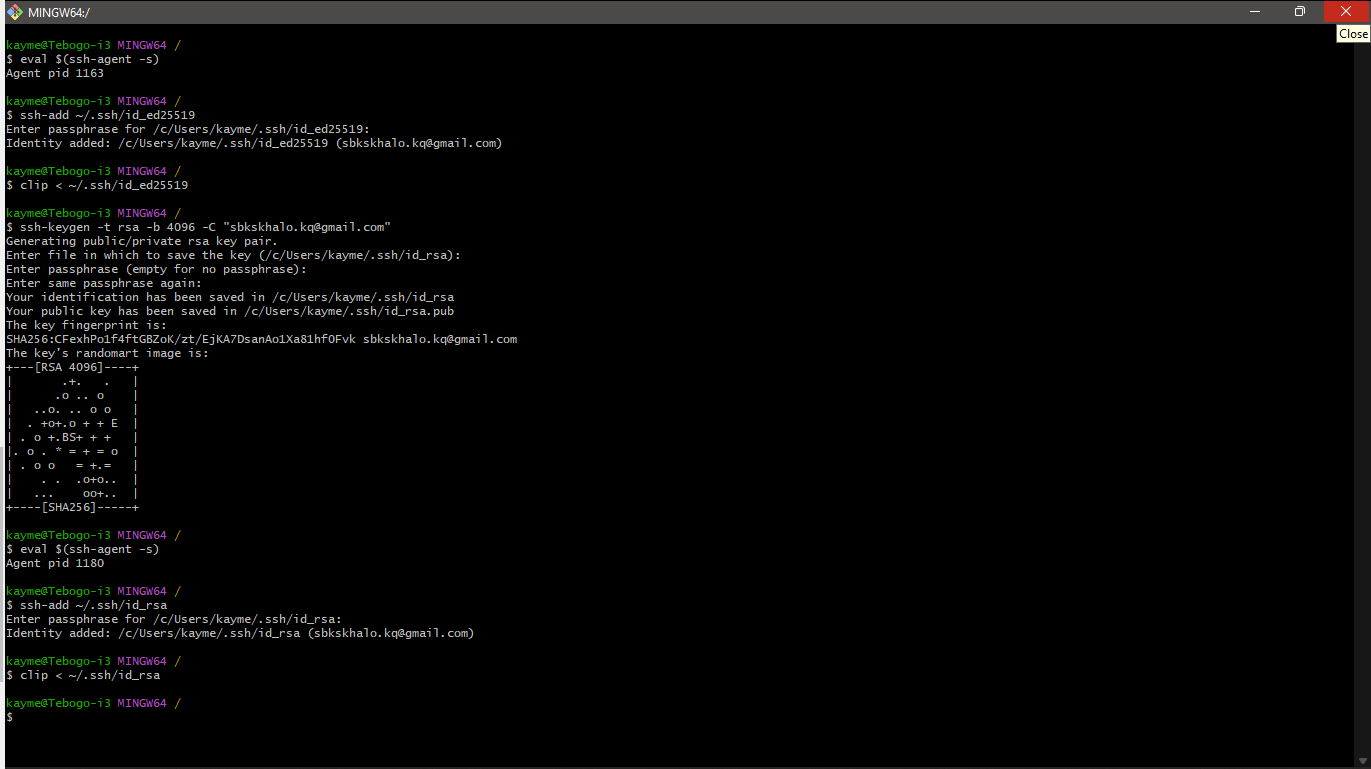 MINGW64:/
Close
kayme@Tebogo-i3 MINGW64 /
$ eval $(ssh-agent -s)
Agent pid 1163
kayme@Tebogo-i3 MINGW64 /
$ ssh-add ~/.ssh/id_ed25519
Enter passphrase for /c/Users/kayme/.ssh/id_ed25519:
Identity added: /c/Users/kayme/.ssh/id_ed25519 (sbkskhalo.kq@gmail.com)
kayme@Tebogo-i3 MINGW64 /
$ clip < ~/.ssh/id_ed25519
kayme@Tebogo-i3 MINGW64 /
$ ssh-keygen -t rsa -b 4096 -C "sbkskhalo.kq@gmail.com"
Generating public/private rsa key pair.
Enter file in which to save the key (/c/Users/kayme/.ssh/id_rsa):
Enter passphrase (empty for no passphrase):
Enter same passphrase again:
Your identification has been saved in /c/Users/kayme/.ssh/id_rsa
Your public key has been saved in /c/Users/kayme/.ssh/id_rsa.pub
The key fingerprint is:
SHA256:CFexhPo1f4ftGBZoK/zt/EjKA7DsanAo1Xa81hfOFvk sbkskhalo.kq@gmail.com
The key's randomart image is:
+---[RSA 4096]----+
|       .+.   .   |
|      .o .. o    |
|   ..o. .. o o   |
|  . +o+.o + + E  |
| . o +.BS+ + +   |
|. o . * = + = o  |
| . o o   = +.=   |
|    . .  .o+o..  |
|   ...    oo+..  |
+----[SHA256]-----+
kayme@Tebogo-i3 MINGW64 /
$ eval $(ssh-agent -s)
Agent pid 1180
kayme@Tebogo-i3 MINGW64 /
$ ssh-add ~/.ssh/id_rsa
Enter passphrase for /c/Users/kayme/.ssh/id_rsa:
Identity added: /c/Users/kayme/.ssh/id_rsa (sbkskhalo.kq@gmail.com)
kayme@Tebogo-i3 MINGW64 /
$ clip < ~/.ssh/id_rsa
kayme@Tebogo-i3 MINGW64 /
$